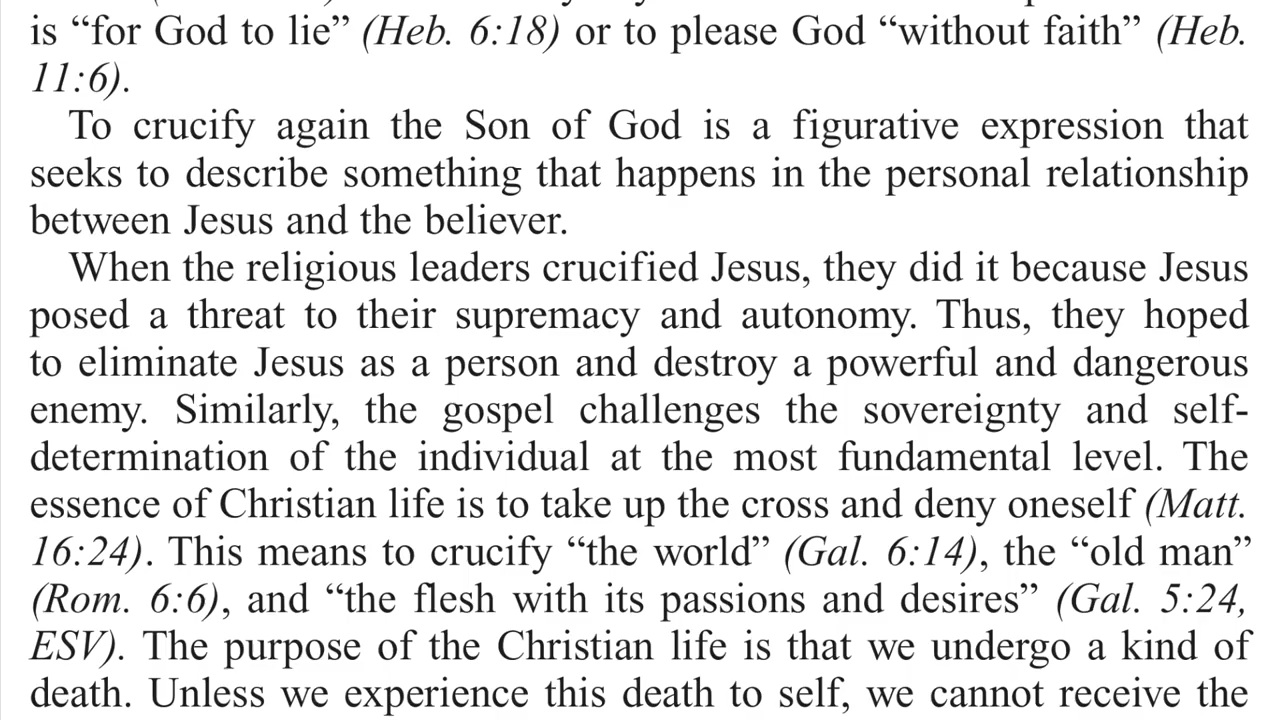 is “for God to lie” (Heb. 6:18) or to please God “without faith” (Heb.
11:6).
To crucify again the Son of God is a figurative expression that
seeks to describe something that happens in the personal relationship
between Jesus and the believer.
When the religious leaders crucified Jesus, they did it because Jesus
posed a threat to their supremacy and autonomy. Thus, they hoped
to eliminate Jesus as a person and destroy a powerful and dangerous
enemy. Similarly, the gospel challenges the sovereignty and self-
determination of the individual at the most fundamental level. The
essence of Christian life is to take up the cross and deny oneself (Matt.
16:24). This means to crucify “the world” (Gal. 6:14), the “old man”
(Rom. 6:6), and “the flesh with its passions and desires” (Gal. 5:24,
ESV). The purpose of the Christian life is that we undergo a kind of
death. Unless we experience this death to self, we cannot receive the